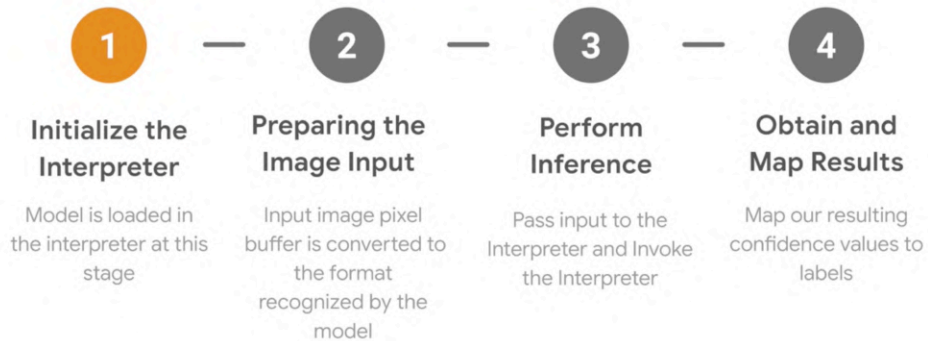 1
2
3
4
Initialize the
Interpreter
Model is loaded in
the interpreter at this
stage
Preparing the
Image Input
Input image pixel
buffer is converted to
the format
recognized by the
model
Perform
Inference
Pass input to the
Interpreter and Invoke
the Interpreter
Obtain and
Map Results
Map our resulting
confidence values to
labels